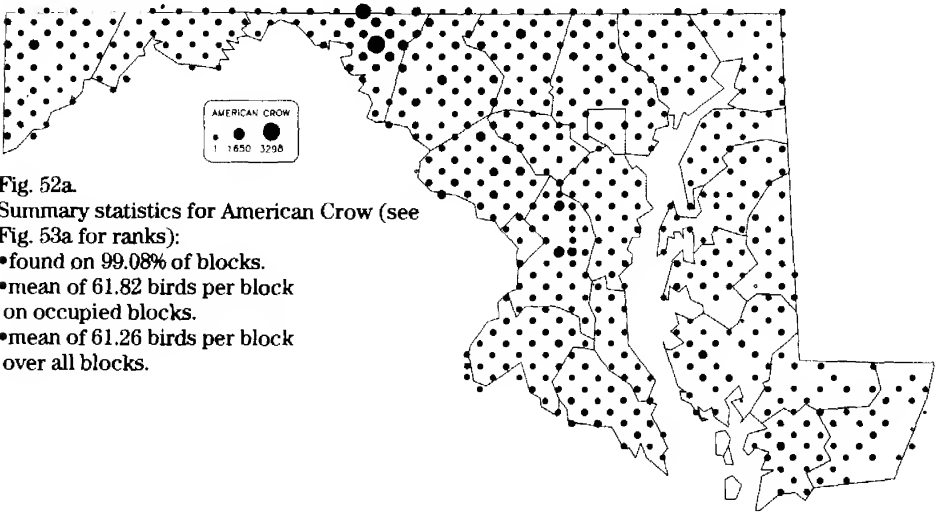 AMERICAN CROW
1 1650 3298
Fig. 52a.
Summary statistics for American Crow (see
Fig. 53a for ranks):
•found on 99.08% of blocks.
•mean of 61.82 birds per block
on occupied blocks.
•mean of 61.26 birds per block
over all blocks.